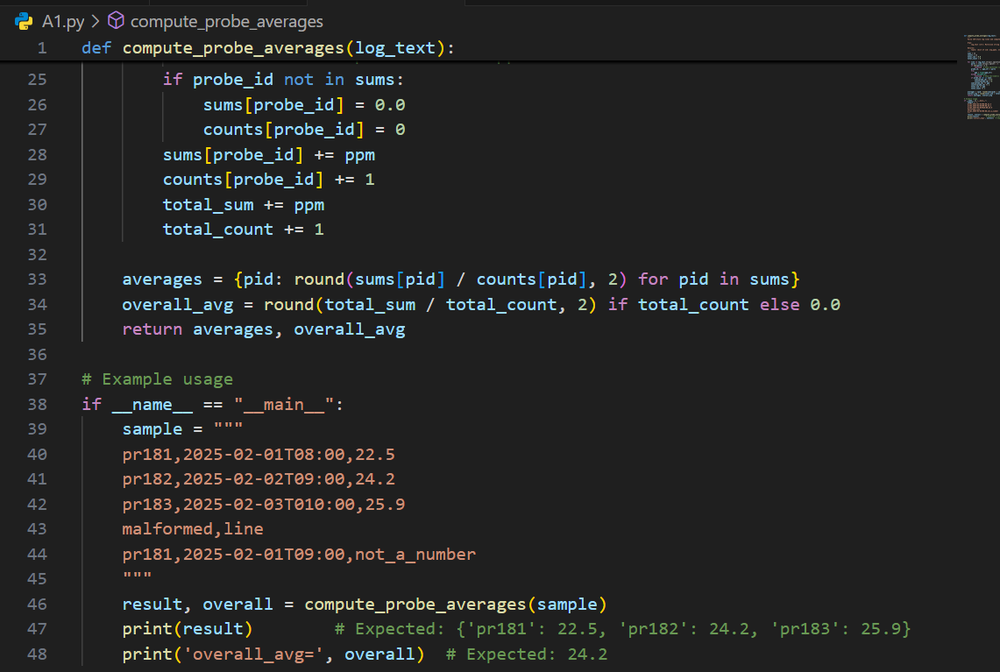 A1.py > compute_probe_averages
1 def compute_probe_averages(log_text):
25 if probe_id not in sums:
26 sums[probe_id] = 0.0
27 counts[probe_id] = 0
28 sums[probe_id] += ppm
29 counts[probe_id] += 1
30 total_sum += ppm
31 total_count += 1
32
33 averages = {pid: round(sums[pid] / counts[pid], 2) for pid in sums}
34 overall_avg = round(total_sum / total_count, 2) if total_count else 0.0
35 return averages, overall_avg
36
37 # Example usage
38 if __name__ == "__main__":
39 sample = """
40 pr181,2025-02-01T08:00,22.5
41 pr182,2025-02-02T09:00,24.2
42 pr183,2025-02-03T010:00,25.9
43 malformed,line
44 pr181,2025-02-01T09:00,not_a_number
45 """
46 result, overall = compute_probe_averages(sample)
47 print(result) # Expected: {'pr181': 22.5, 'pr182': 24.2, 'pr183': 25.9}
48 print('overall_avg=', overall) # Expected: 24.2